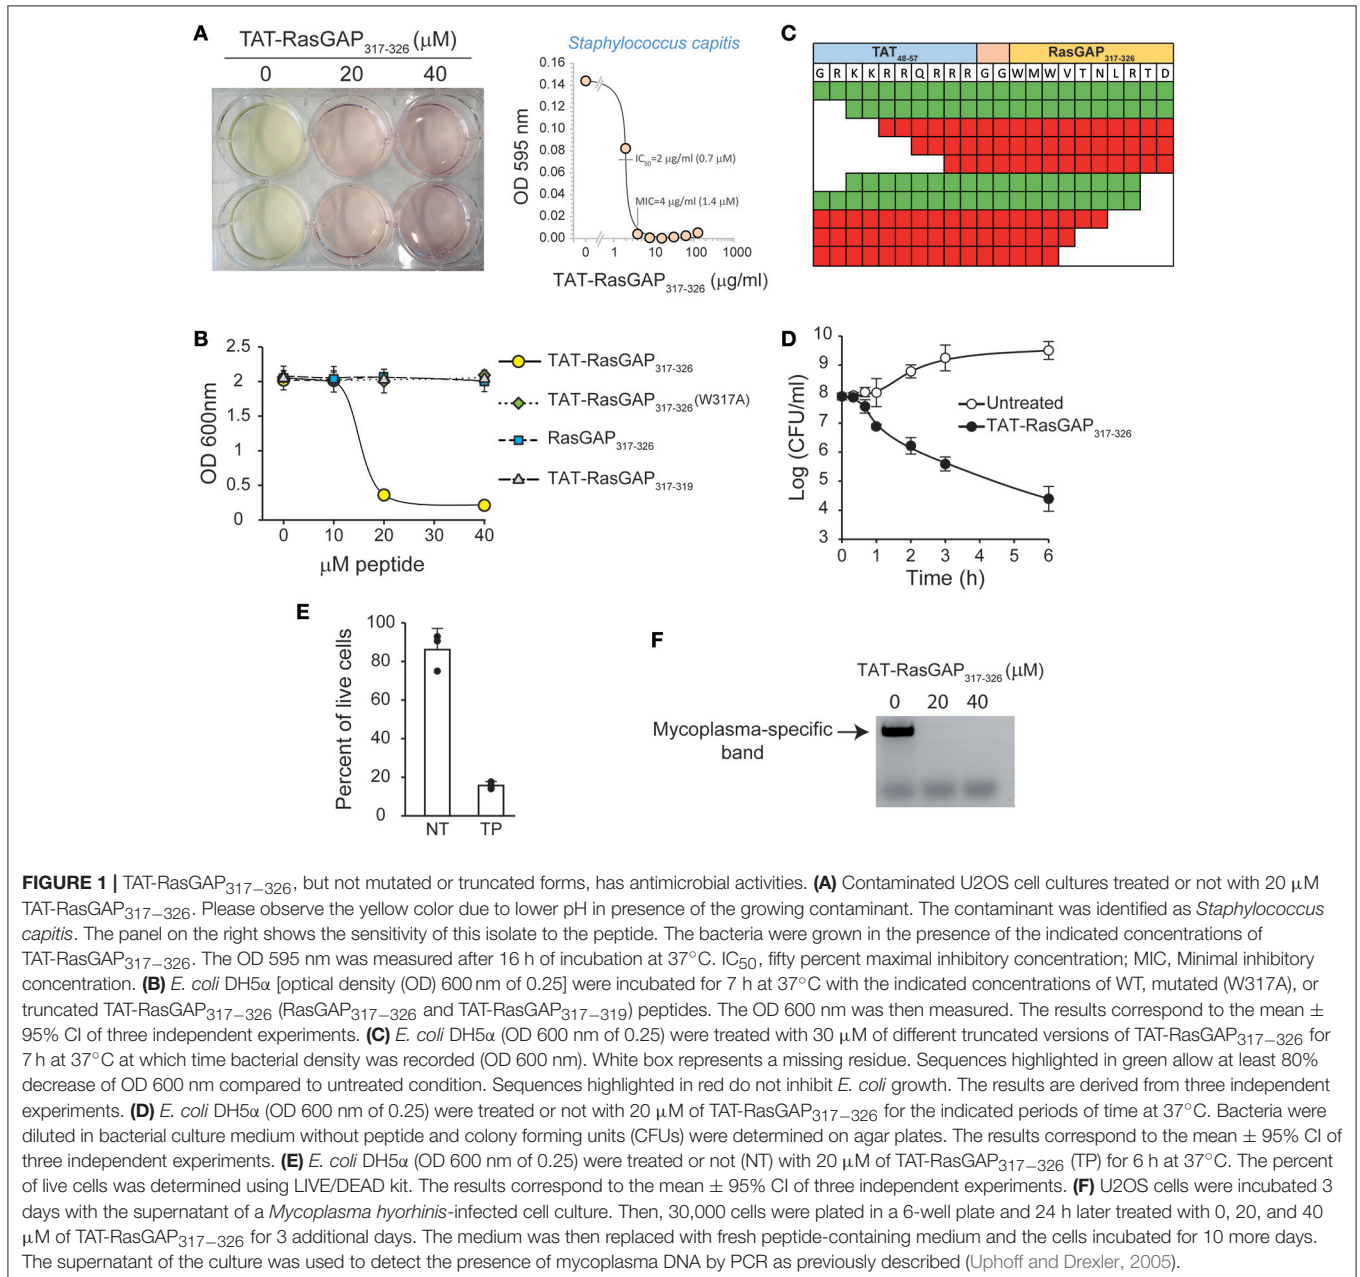 A
TAT-RasGAP317-326 (μM)
0 20 40
Staphylococcus capitis
OD 595 nm
0.16
0.14
0.12
0.10
0.08
0.06
0.04
0.02
0.00
IC50=2 μg/ml (0.7 μM)
MIC=4 μg/ml (1.4 μM)
0 1 10 100 1000
TAT-RasGAP317-326 (μg/ml)
C
TAT48-57 RasGAP317-326
G R K K R R Q R R R G G W M W V T N L R T D
B
OD 600nm
2.5
2
1.5
1
0.5
0
0 10 20 30 40
μM peptide
TAT-RasGAP317-326
TAT-RasGAP317-326(W317A)
RasGAP317-326
TAT-RasGAP317-319
D
Log (CFU/ml)
10
9
8
7
6
5
4
3
0 1 2 3 4 5 6
Time (h)
Untreated
TAT-RasGAP317-326
E
Percent of live cells
100
80
60
40
20
0
NT TP
F
TAT-RasGAP317-326 (μM)
0 20 40
Mycoplasma-specific
band
FIGURE 1 | TAT-RasGAP317−326, but not mutated or truncated forms, has antimicrobial activities. (A) Contaminated U2OS cell cultures treated or not with 20 μM
TAT-RasGAP317−326. Please observe the yellow color due to lower pH in presence of the growing contaminant. The contaminant was identified as Staphylococcus
capitis. The panel on the right shows the sensitivity of this isolate to the peptide. The bacteria were grown in the presence of the indicated concentrations of
TAT-RasGAP317−326. The OD 595 nm was measured after 16 h of incubation at 37°C. IC50, fifty percent maximal inhibitory concentration; MIC, Minimal inhibitory
concentration. (B) E. coli DH5α [optical density (OD) 600 nm of 0.25] were incubated for 7 h at 37°C with the indicated concentrations of WT, mutated (W317A), or
truncated TAT-RasGAP317−326 (RasGAP317−326 and TAT-RasGAP317−319) peptides. The OD 600 nm was then measured. The results correspond to the mean ±
95% CI of three independent experiments. (C) E. coli DH5α (OD 600 nm of 0.25) were treated with 30 μM of different truncated versions of TAT-RasGAP317−326 for
7 h at 37°C at which time bacterial density was recorded (OD 600 nm). White box represents a missing residue. Sequences highlighted in green allow at least 80%
decrease of OD 600 nm compared to untreated condition. Sequences highlighted in red do not inhibit E. coli growth. The results are derived from three independent
experiments. (D) E. coli DH5α (OD 600 nm of 0.25) were treated or not with 20 μM of TAT-RasGAP317−326 for the indicated periods of time at 37°C. Bacteria were
diluted in bacterial culture medium without peptide and colony forming units (CFUs) were determined on agar plates. The results correspond to the mean ± 95% CI of
three independent experiments. (E) E. coli DH5α (OD 600 nm of 0.25) were treated or not (NT) with 20 μM of TAT-RasGAP317−326 (TP) for 6 h at 37°C. The percent
of live cells was determined using LIVE/DEAD kit. The results correspond to the mean ± 95% CI of three independent experiments. (F) U2OS cells were incubated 3
days with the supernatant of a Mycoplasma hyorhinis-infected cell culture. Then, 30,000 cells were plated in a 6-well plate and 24 h later treated with 0, 20, and 40
μM of TAT-RasGAP317−326 for 3 additional days. The medium was then replaced with fresh peptide-containing medium and the cells incubated for 10 more days.
The supernatant of the culture was used to detect the presence of mycoplasma DNA by PCR as previously described (Uphoff and Drexler, 2005).